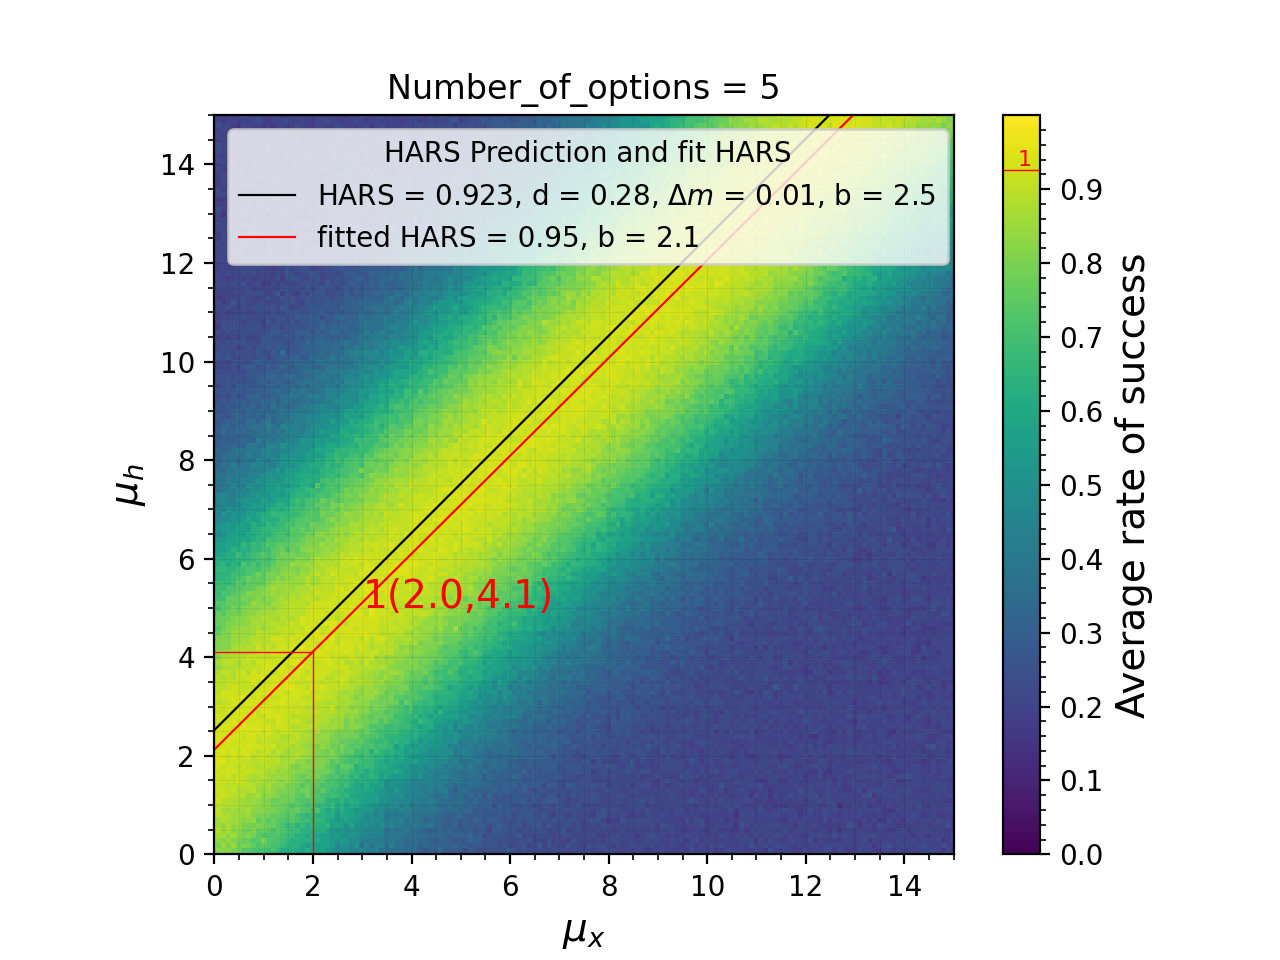 Number_of_options = 5
HARS Prediction and fit HARS
HARS = 0.923, d = 0.28, Δm = 0.01, b = 2.5
fitted HARS = 0.95, b = 2.1
14
12
10
8
6
4
2
0
μh
1(2.0,4.1)
0 2 4 6 8 10 12 14
μx
1
0.9
0.8
0.7
0.6
0.5
0.4
0.3
0.2
0.1
0.0
Average rate of success